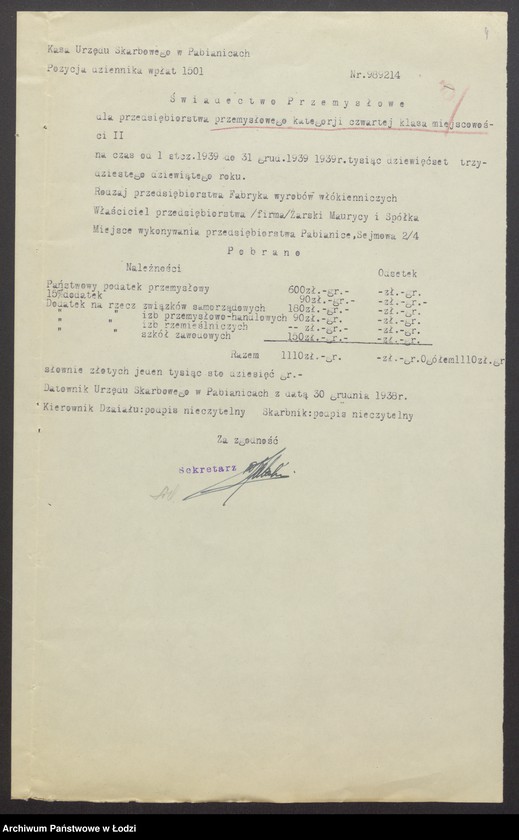 Kasa Urzędu Skarbowego w Pabianicach
Pozycja dziennika wpłat 1501 Nr.989214
Świadectwo Przemysłowe
dla przedsiębiorstwa przemysłowego kategorji czwartej klasa miejscowoś-
ci II
na czas od 1 stcz.1939 do 31 grud.1939 1939r.tysiąc dziewięćset trzy-
dziestego dziewiątego roku.
Rodzaj przedsiębiorstwa Fabryka wyrobów włókienniczych
Właściciel przedsiębiorstwa /firma/Żarski Maurycy i Spółka
Miejsce wykonywania przedsiębiorstwa Pabianice,Sejmowa 2/4
Pobrano
Należności Odsetek
Państwowy podatek przemysłowy 600zł.-gr.- -zł.-gr.
15%dodatek 90zł.-gr.- -zł.-gr.-
Dodatek na rzecz związków samorządowych 180zł.-gr. -zł.-gr.
" " izb przemysłowo-handlowych 90zł.-gr. -zł.-gr.
" " izb rzemieślniczych -- zł.-gr. -zł.-gr.
" " szkół zawodowych 150zł.-gr. -zł.-gr.
Razem 1110zł.-gr. -zł.-gr.Ogółem1110zł.gr
słownie złotych jeden tysiąc sto dziesięć gr.-
Datownik Urzędu Skarbowego w Pabianicach z datą 30 grudnia 1938r.
Kierownik Działu:podpis nieczytelny Skarbnik:podpis nieczytelny
Za zgodność
Sekretarz
Archiwum Państwowe w Łodzi